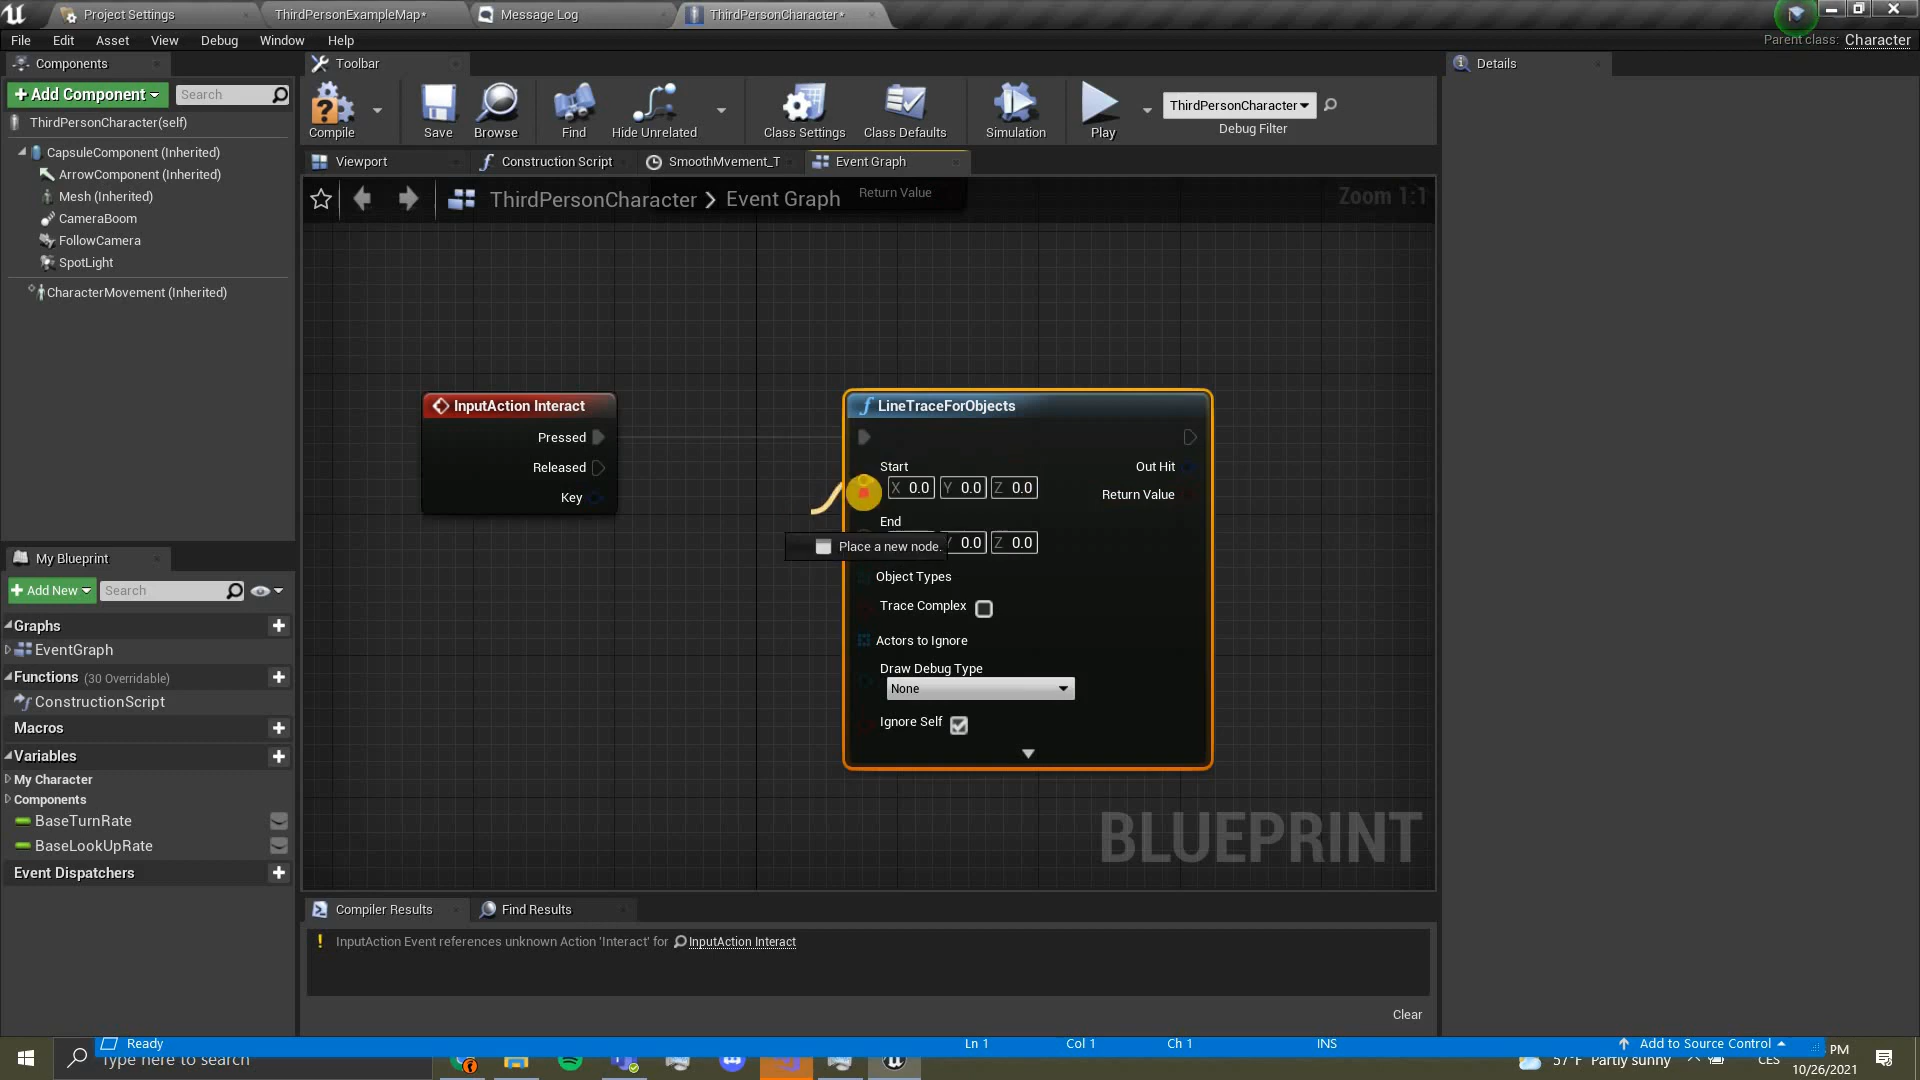 Project Settings
ThirdPersonExampleMap*
Message Log
ThirdPersonCharacter*
File Edit Asset View Debug Window Help
Parent class: Character
Components
Toolbar
Details
+ Add Component
Search
Compile
Save
Browse
Find
Hide Unrelated
Class Settings
Class Defaults
Simulation
Play
ThirdPersonCharacter
Debug Filter
ThirdPersonCharacter(self)
CapsuleComponent (Inherited)
ArrowComponent (Inherited)
Mesh (Inherited)
CameraBoom
FollowCamera
SpotLight
CharacterMovement (Inherited)
Viewport
Construction Script
SmoothMvement_T
Event Graph
ThirdPersonCharacter > Event Graph
Return Value
Zoom 1:1
InputAction Interact
Pressed
Released
Key
LineTraceForObjects
Start
X 0.0 Y 0.0 Z 0.0
Out Hit
Return Value
End
Y 0.0 Z 0.0
Place a new node.
Object Types
Trace Complex
Actors to Ignore
Draw Debug Type
None
Ignore Self
BLUEPRINT
My Blueprint
+ Add New
Search
Graphs
EventGraph
Functions (30 Overridable)
ConstructionScript
Macros
Variables
My Character
Components
BaseTurnRate
BaseLookUpRate
Event Dispatchers
Compiler Results
Find Results
InputAction Event references unknown Action 'Interact' for InputAction Interact
Clear
Ready
Ln 1
Col 1
Ch 1
INS
Add to Source Control
Type here to search
57°F Partly sunny
PM
10/26/2021